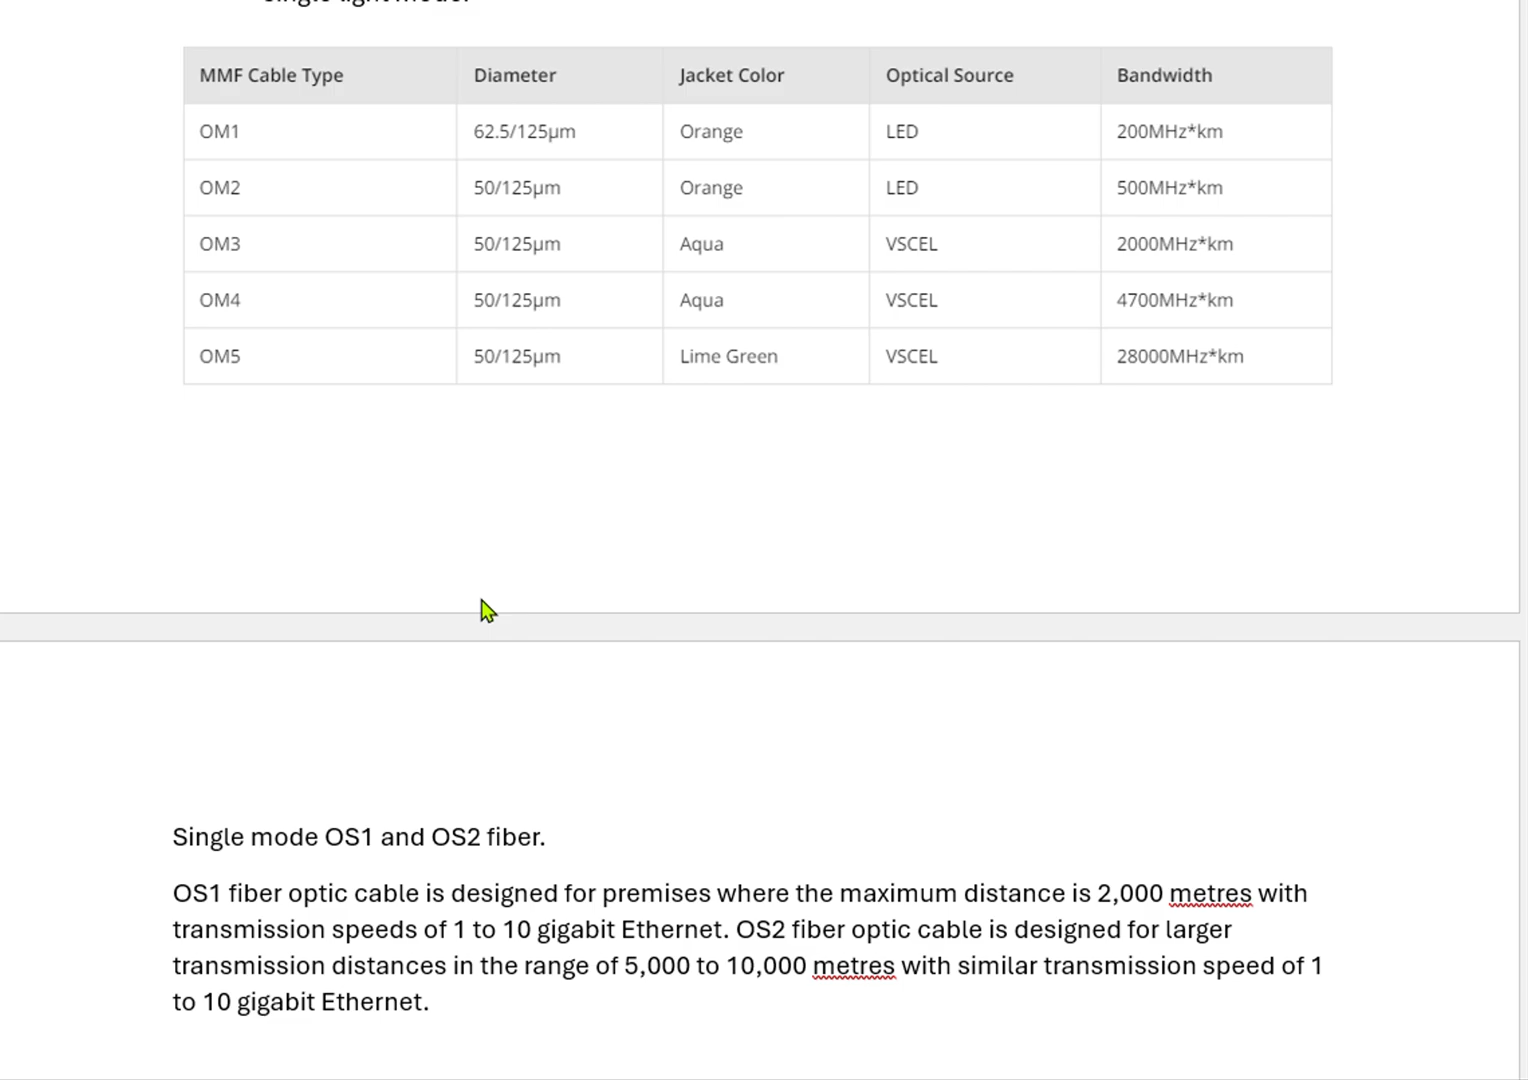 single light mode.
MMF Cable Type Diameter Jacket Color Optical Source Bandwidth
OM1 62.5/125µm Orange LED 200MHz*km
OM2 50/125µm Orange LED 500MHz*km
OM3 50/125µm Aqua VSCEL 2000MHz*km
OM4 50/125µm Aqua VSCEL 4700MHz*km
OM5 50/125µm Lime Green VSCEL 28000MHz*km
Single mode OS1 and OS2 fiber.
OS1 fiber optic cable is designed for premises where the maximum distance is 2,000 metres with
transmission speeds of 1 to 10 gigabit Ethernet. OS2 fiber optic cable is designed for larger
transmission distances in the range of 5,000 to 10,000 metres with similar transmission speed of 1
to 10 gigabit Ethernet.